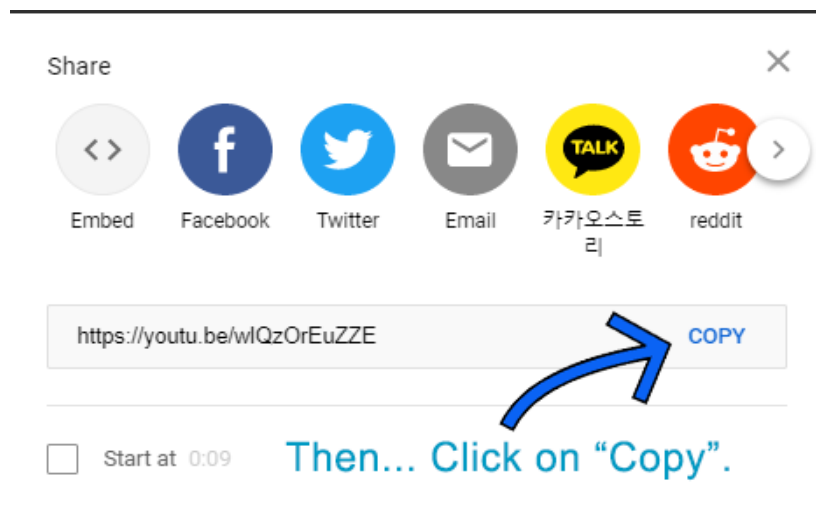 Share
TALK
Embed Facebook Twitter Email 카카오스토리 reddit
https://youtu.be/wlQzOrEuZZE COPY
Start at 0:09
Then... Click on “Copy”.